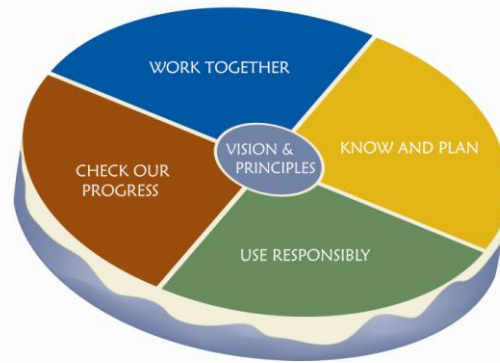 WORK TOGETHER
KNOW AND PLAN
VISION &
PRINCIPLES
CHECK OUR
PROGRESS
USE RESPONSIBLY